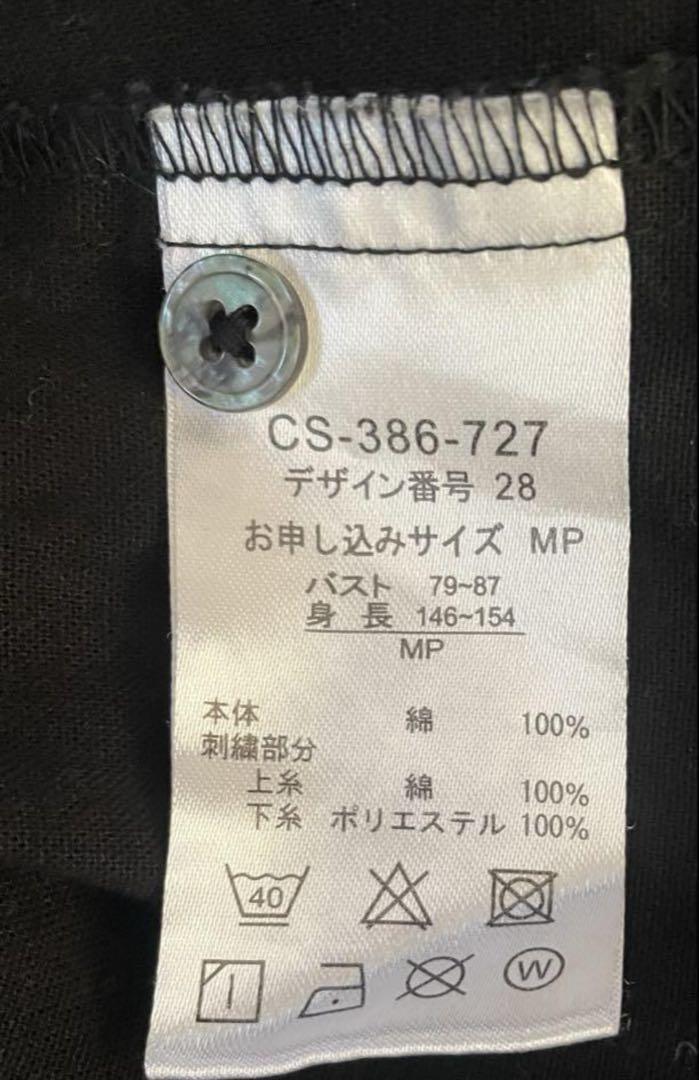 CS-386-727
デザイン番号 28
お申し込みサイズ MP
バスト 79~87
身 長 146~154
MP
本体 綿 100%
刺繍部分
上糸 綿 100%
下糸 ポリエステル 100%
40
W